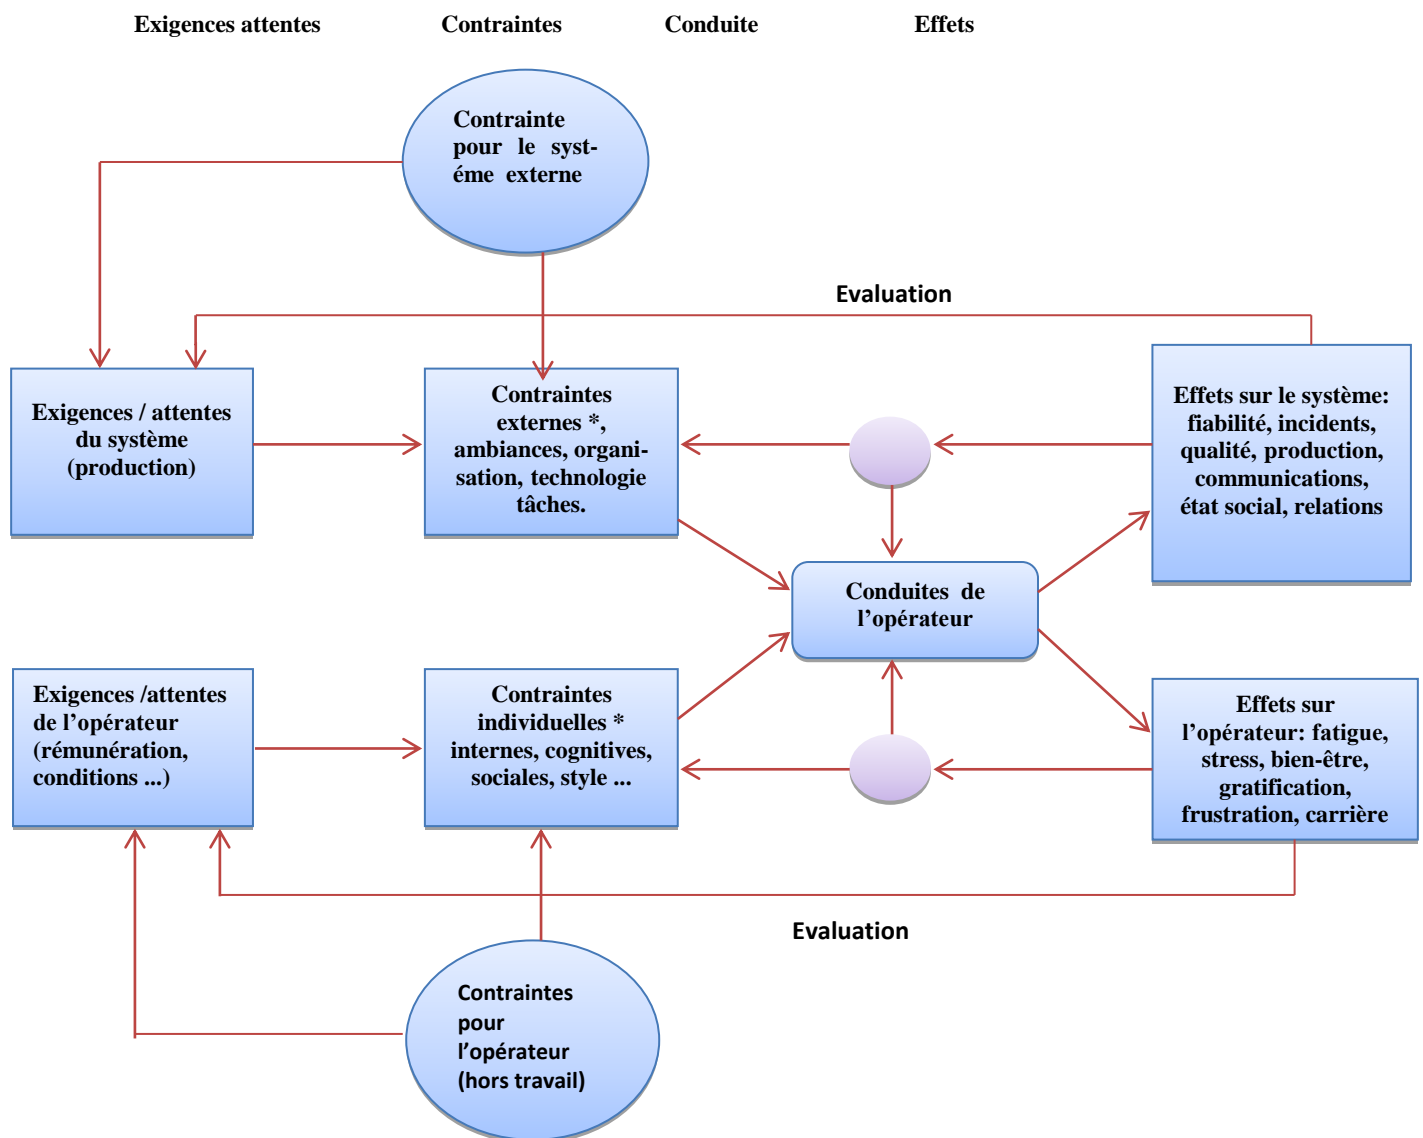 Exigences attentes Contraintes Conduite Effets
Contrainte
pour le syst-
éme externe
Evaluation
Exigences / attentes
du système
(production)
Contraintes
externes *,
ambiances, organi-
sation, technologie
tâches.
Effets sur le système:
fiabilité, incidents,
qualité, production,
communications,
état social, relations
Conduites de
l’opérateur
Exigences /attentes
de l’opérateur
(rémunération,
conditions ...)
Contraintes
individuelles *
internes, cognitives,
sociales, style ...
Effets sur
l’opérateur: fatigue,
stress, bien-être,
gratification,
frustration, carrière
Evaluation
Contraintes
pour
l’opérateur
(hors travail)